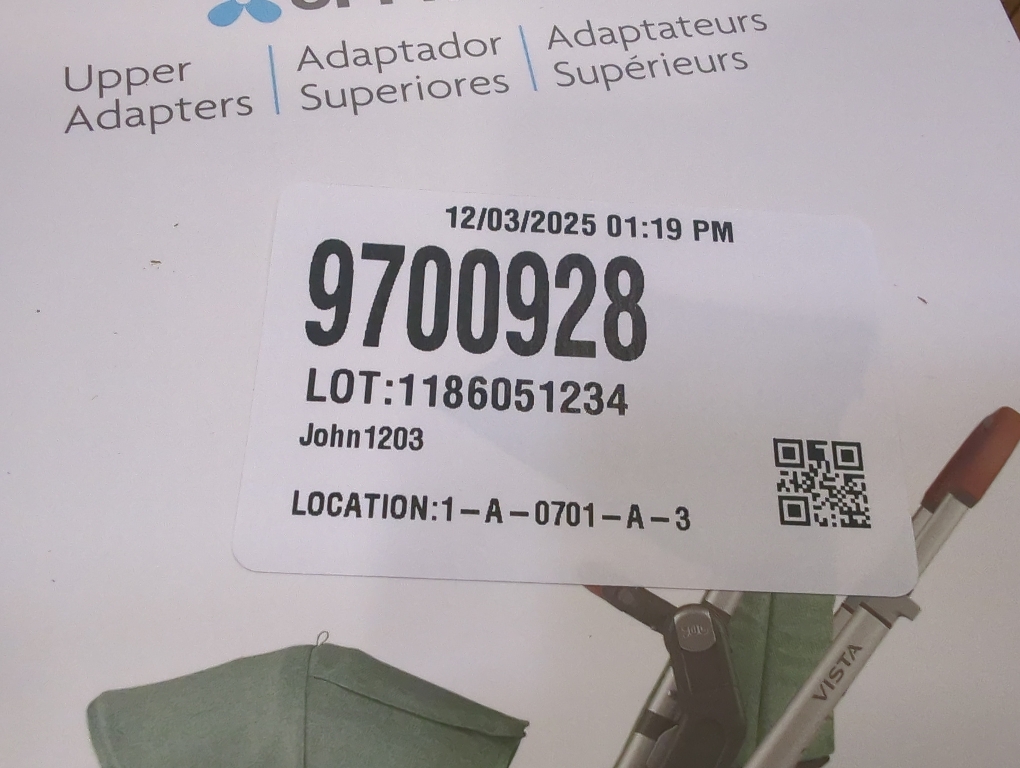 Upper
Adapters
Adaptador
Superiores
Adaptateurs
Supérieurs
12/03/2025 01:19 PM
9700928
LOT:1186051234
John1203
LOCATION:1-A-0701-A-3
VISTA